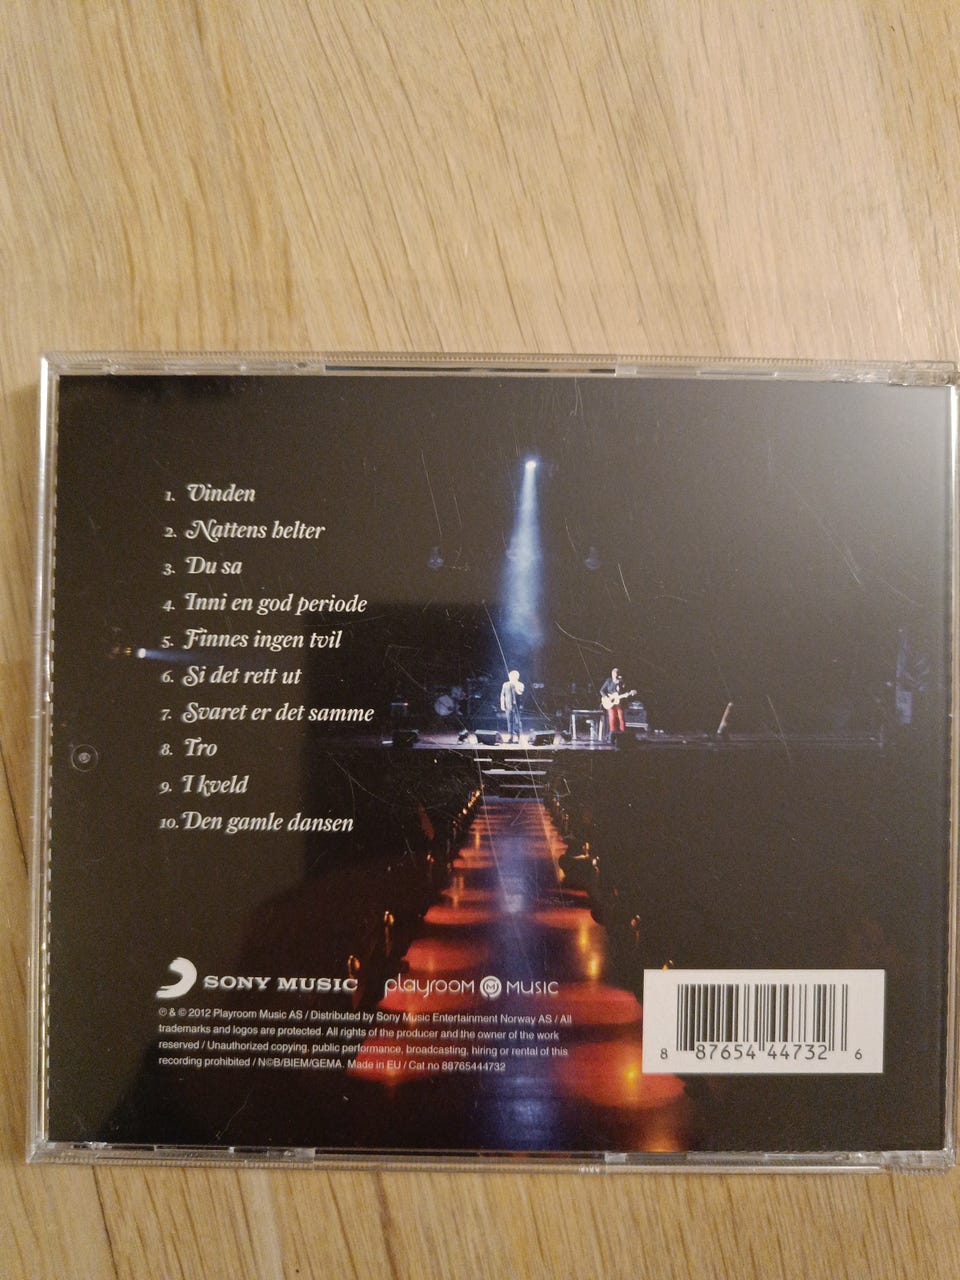 1. Vinden
2. Nattens helter
3. Du sa
4. Inni en god periode
5. Finnes ingen tvil
6. Si det rett ut
7. Svaret er det samme
8. Tro
9. I kveld
10. Den gamle dansen
SONY MUSIC playroom M MUSIC
℗ & © 2012 Playroom Music AS / Distributed by Sony Music Entertainment Norway AS / All
trademarks and logos are protected. All rights of the producer and the owner of the work
reserved / Unauthorized copying, public performance, broadcasting, hiring or rental of this
recording prohibited / N©B/BIEM/GEMA. Made in EU / Cat no 88765444732
8 87654 44732 6